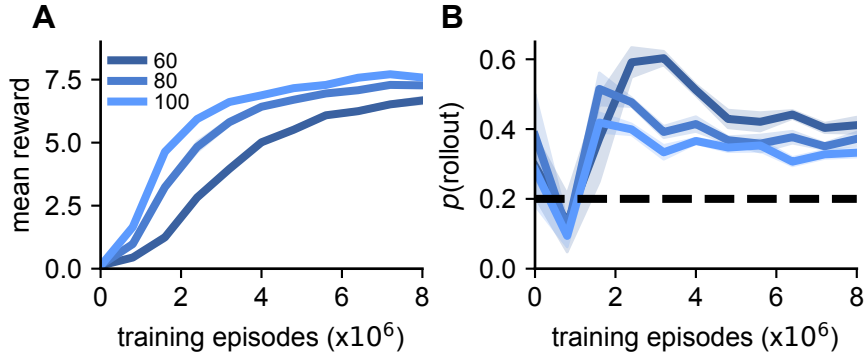 A
60
80
100
7.5
5.0
2.5
0.0
mean reward
0 2 4 6 8
training episodes (x10⁶)
B
0.6
0.4
0.2
0.0
p(rollout)
0 2 4 6 8
training episodes (x10⁶)